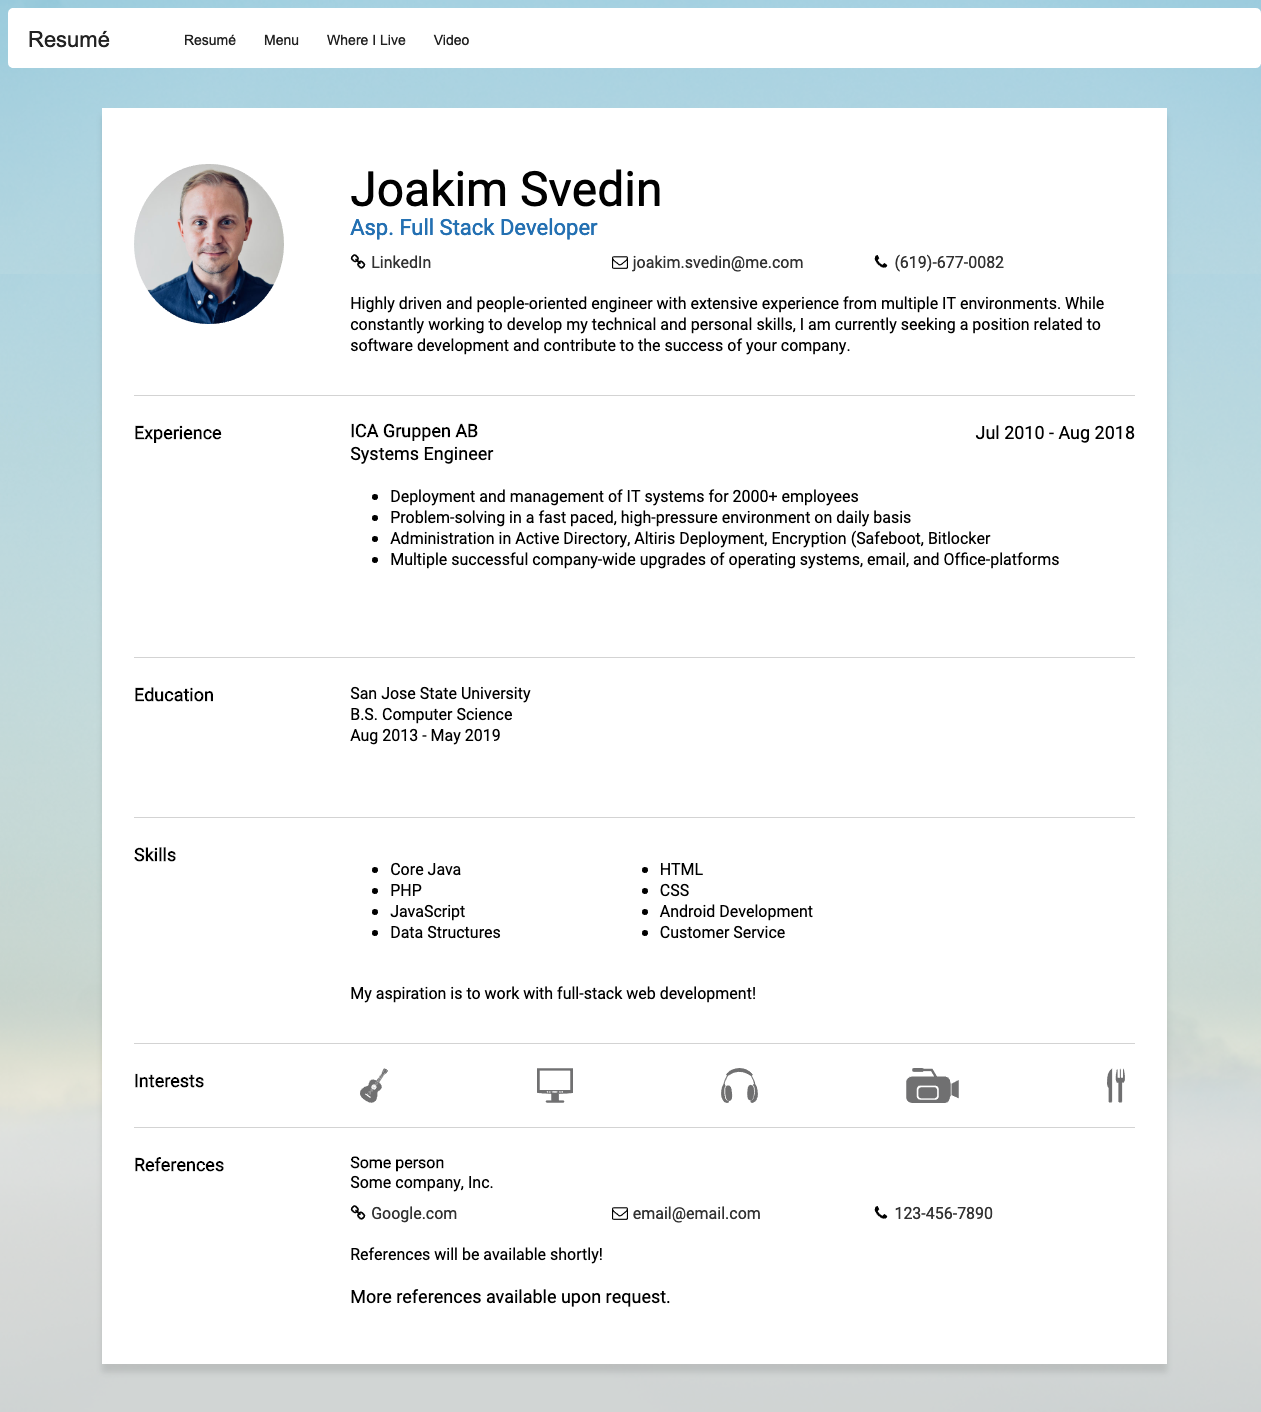 Resumé
Resumé Menu Where I Live Video
Joakim Svedin
Asp. Full Stack Developer
LinkedIn joakim.svedin@me.com (619)-677-0082
Highly driven and people-oriented engineer with extensive experience from multiple IT environments. While
constantly working to develop my technical and personal skills, I am currently seeking a position related to
software development and contribute to the success of your company.
Experience
ICA Gruppen AB
Systems Engineer
Jul 2010 - Aug 2018
Deployment and management of IT systems for 2000+ employees
Problem-solving in a fast paced, high-pressure environment on daily basis
Administration in Active Directory, Altiris Deployment, Encryption (Safeboot, Bitlocker
Multiple successful company-wide upgrades of operating systems, email, and Office-platforms
Education
San Jose State University
B.S. Computer Science
Aug 2013 - May 2019
Skills
Core Java
PHP
JavaScript
Data Structures
HTML
CSS
Android Development
Customer Service
My aspiration is to work with full-stack web development!
Interests
References
Some person
Some company, Inc.
Google.com email@email.com 123-456-7890
References will be available shortly!
More references available upon request.